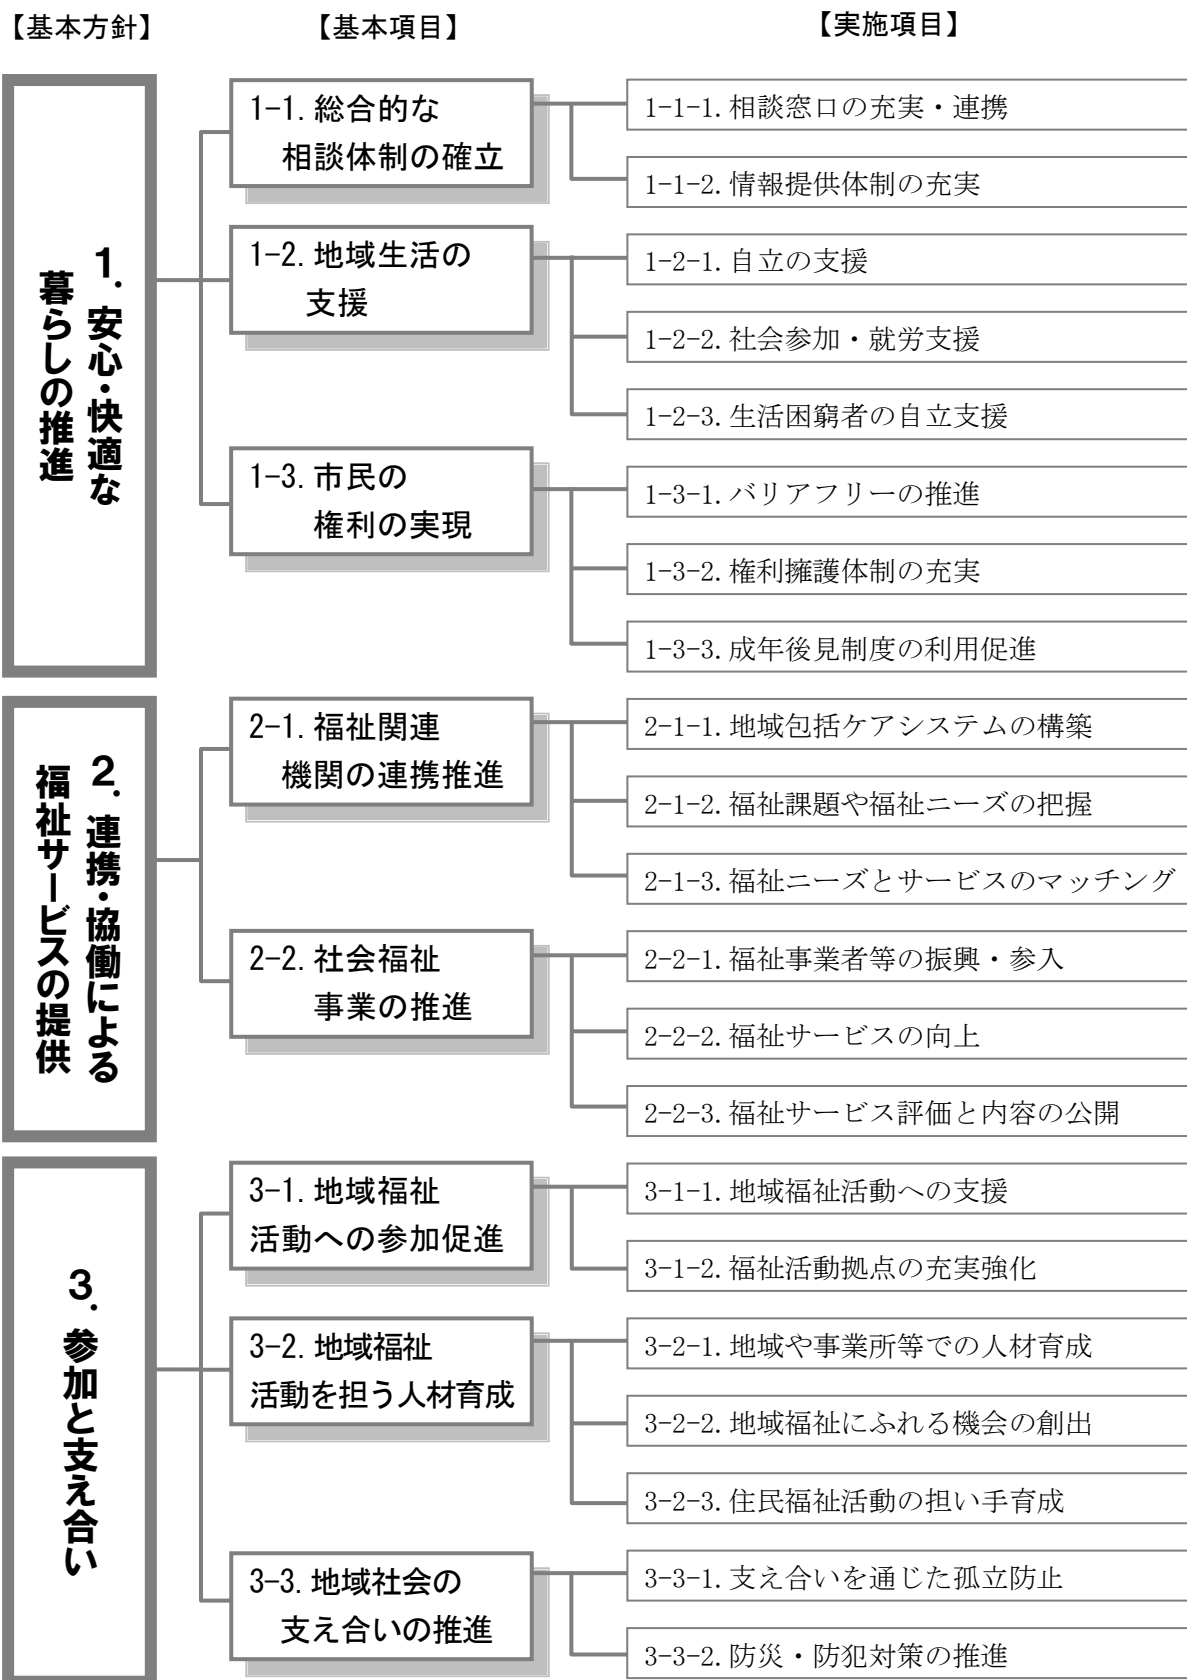 【基本方針】
【基本項目】
【実施項目】
1．安心・快適な
暮らしの推進
1-1.総合的な
相談体制の確立
1-1-1.相談窓口の充実・連携
1-1-2.情報提供体制の充実
1-2.地域生活の
支援
1-2-1.自立の支援
1-2-2.社会参加・就労支援
1-2-3.生活困窮者の自立支援
1-3.市民の
権利の実現
1-3-1.バリアフリーの推進
1-3-2.権利擁護体制の充実
1-3-3.成年後見制度の利用促進
2．連携・協働による
福祉サービスの提供
2-1.福祉関連
機関の連携推進
2-1-1.地域包括ケアシステムの構築
2-1-2.福祉課題や福祉ニーズの把握
2-1-3.福祉ニーズとサービスのマッチング
2-2.社会福祉
事業の推進
2-2-1.福祉事業者等の振興・参入
2-2-2.福祉サービスの向上
2-2-3.福祉サービス評価と内容の公開
3．参加と支え合い
3-1.地域福祉
活動への参加促進
3-1-1.地域福祉活動への支援
3-1-2.福祉活動拠点の充実強化
3-2.地域福祉
活動を担う人材育成
3-2-1.地域や事業所等での人材育成
3-2-2.地域福祉にふれる機会の創出
3-2-3.住民福祉活動の担い手育成
3-3.地域社会の
支え合いの推進
3-3-1.支え合いを通じた孤立防止
3-3-2.防災・防犯対策の推進